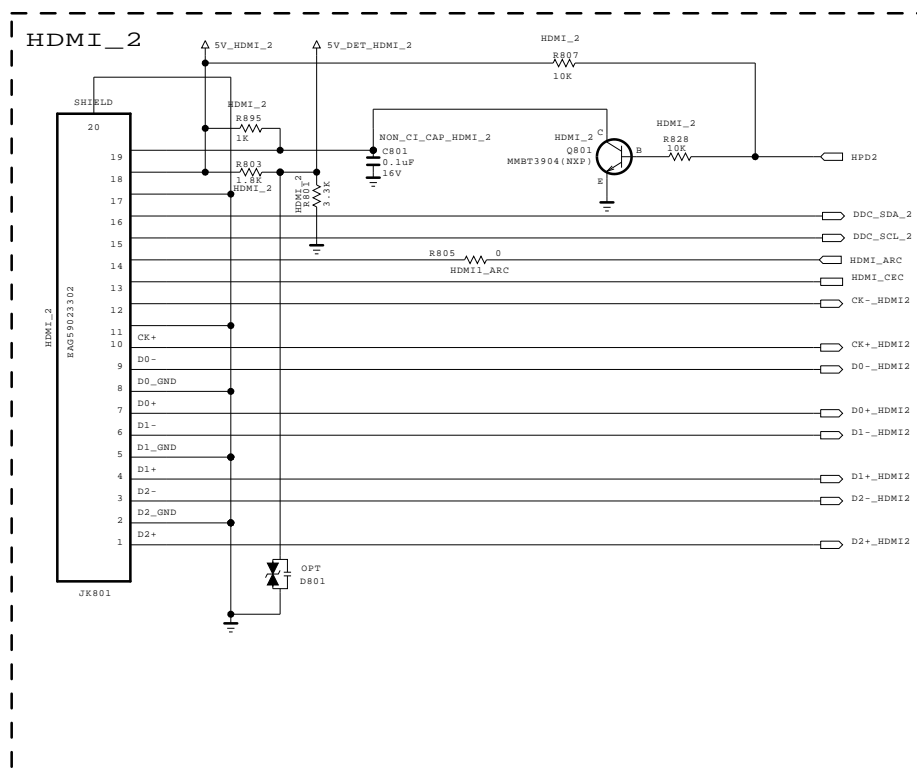 HDMI_2
5V_HDMI_2
5V_DET_HDMI_2
HDMI_2
R807
10K
SHIELD
20
HDMI_2
R895
1K
NON_CI_CAP_HDMI_2
C801
0.1uF
16V
HDMI_2
Q801
MMBT3904(NXP)
C
B
E
HDMI_2
R828
10K
HPD2
R803
1.8K
HDMI_2
HDMI_2
R801
3.3K
19
18
17
16
DDC_SDA_2
15
DDC_SCL_2
14
R805
0
HDMI1_ARC
HDMI_ARC
13
HDMI_CEC
12
CK-_HDMI2
11
10
CK+
CK+_HDMI2
9
D0-
D0-_HDMI2
8
D0_GND
7
D0+
D0+_HDMI2
6
D1-
D1-_HDMI2
5
D1_GND
4
D1+
D1+_HDMI2
3
D2-
D2-_HDMI2
2
D2_GND
1
D2+
D2+_HDMI2
HDMI_2
EAG59023302
JK801
OPT
D801